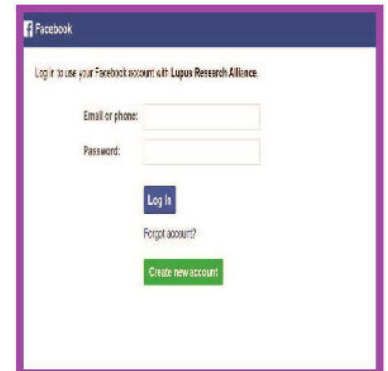 Facebook
Log in to use your Facebook account with Lupus Research Alliance.
Email or phone:
Password:
Log In
Forgot account?
Create new account